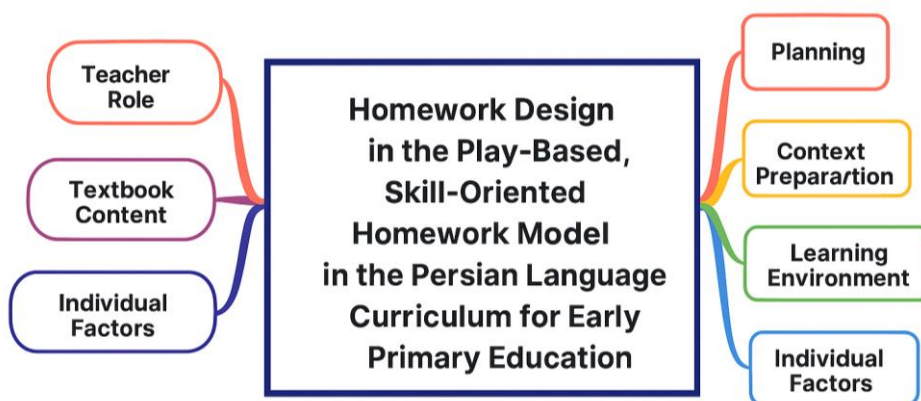 Teacher
Role
Textbook
Content
Individual
Factors
Homework Design
in the Play-Based,
Skill-Oriented
Homework Model
in the Persian Language
Curriculum for Early
Primary Education
Planning
Context
Preparartion
Learning
Environment
Individual
Factors